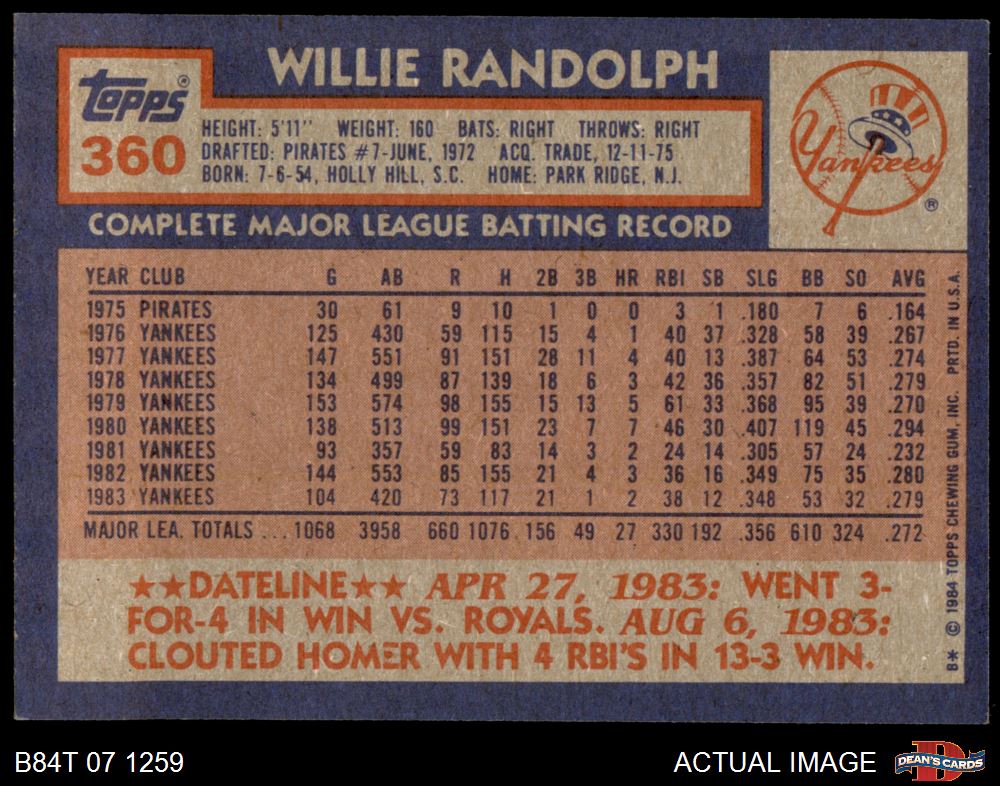 WILLIE RANDOLPH
Topps®
360
HEIGHT: 5'11" WEIGHT: 160 BATS: RIGHT THROWS: RIGHT
DRAFTED: PIRATES #7-JUNE, 1972 ACQ. TRADE, 12-11-75
BORN: 7-6-54, HOLLY HILL, S.C. HOME: PARK RIDGE, N.J.
Yankees
®
COMPLETE MAJOR LEAGUE BATTING RECORD
YEAR CLUB G AB R H 2B 3B HR RBI SB SLG BB SO AVG
1975 PIRATES 30 61 9 10 1 0 0 3 1 .180 7 6 .164
1976 YANKEES 125 430 59 115 15 4 1 40 37 .328 58 39 .267
1977 YANKEES 147 551 91 151 28 11 4 40 13 .387 64 53 .274
1978 YANKEES 134 499 87 139 18 6 3 42 36 .357 82 51 .279
1979 YANKEES 153 574 98 155 15 13 5 61 33 .368 95 39 .270
1980 YANKEES 138 513 99 151 23 7 7 46 30 .407 119 45 .294
1981 YANKEES 93 357 59 83 14 3 2 24 14 .305 57 24 .232
1982 YANKEES 144 553 85 155 21 4 3 36 16 .349 75 35 .280
1983 YANKEES 104 420 73 117 21 1 2 38 12 .348 53 32 .279
MAJOR LEA. TOTALS ... 1068 3958 660 1076 156 49 27 330 192 .356 610 324 .272
★★DATELINE★★ APR 27, 1983: WENT 3-
FOR-4 IN WIN VS. ROYALS. AUG 6, 1983:
CLOUTED HOMER WITH 4 RBI'S IN 13-3 WIN.
B* © 1984 TOPPS CHEWING GUM, INC. PRTD. IN U.S.A.
B84T 07 1259
ACTUAL IMAGE
D
DEAN'S CARDS